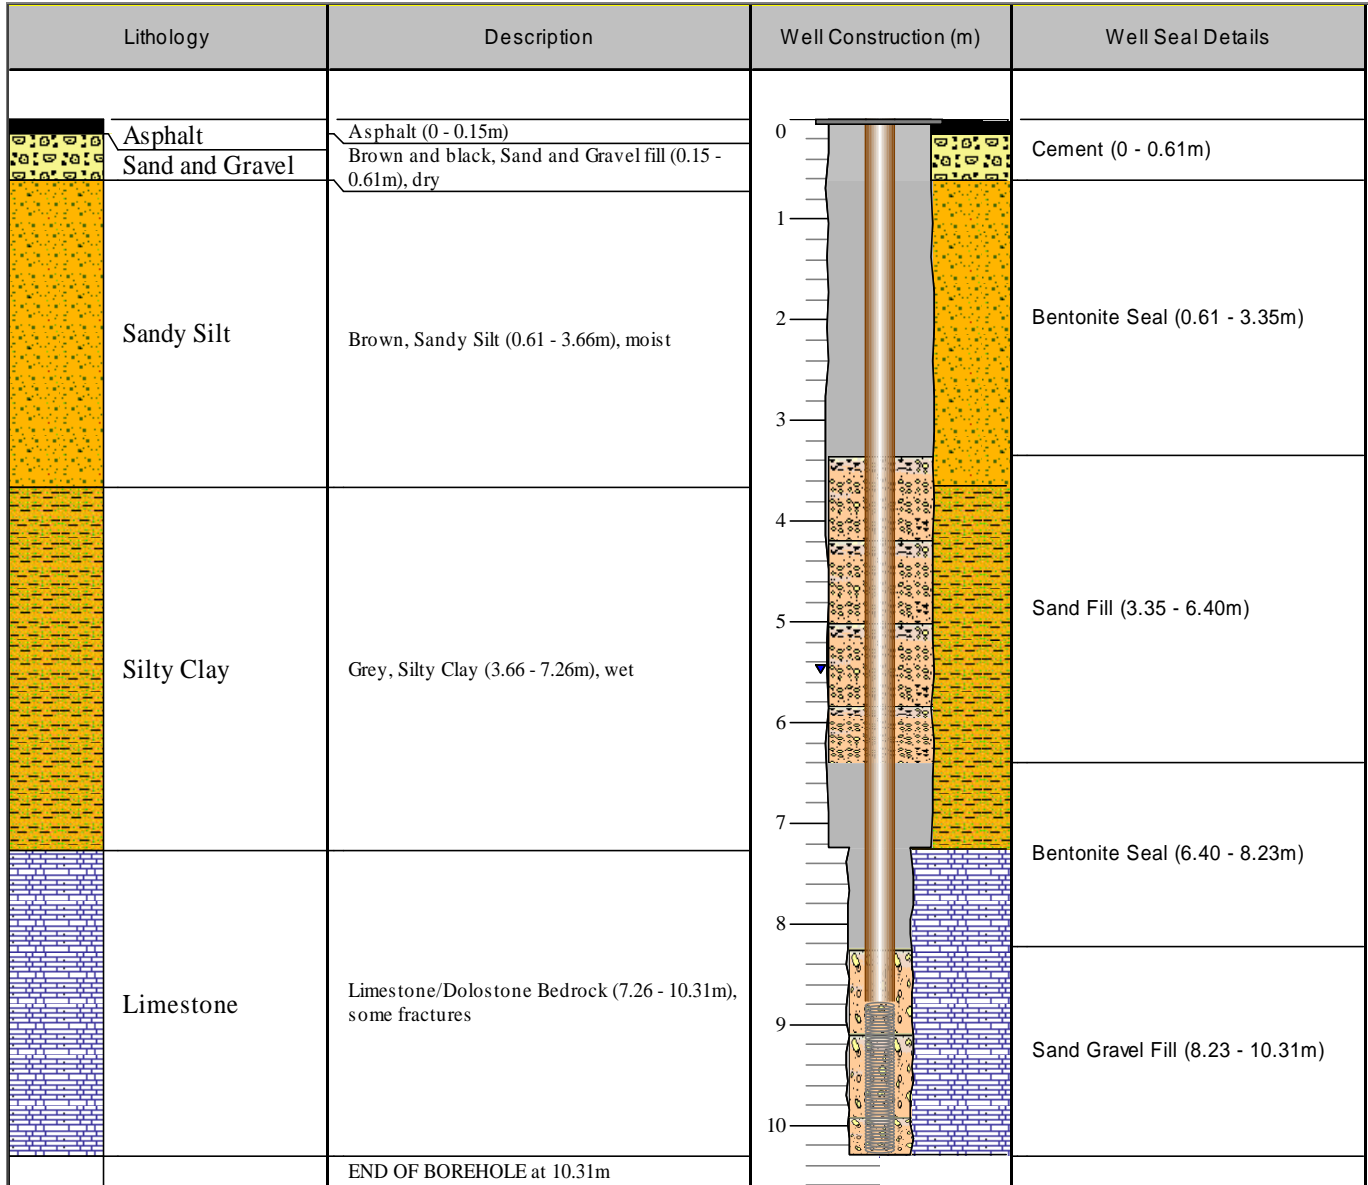 Lithology
Description
Well Construction (m)
Well Seal Details
Asphalt
Asphalt (0 - 0.15m)
0
Cement (0 - 0.61m)
Sand and Gravel
Brown and black, Sand and Gravel fill (0.15 -
0.61m), dry
1
Sandy Silt
Brown, Sandy Silt (0.61 - 3.66m), moist
2
Bentonite Seal (0.61 - 3.35m)
3
4
Silty Clay
Grey, Silty Clay (3.66 - 7.26m), wet
5
Sand Fill (3.35 - 6.40m)
6
7
Bentonite Seal (6.40 - 8.23m)
8
Limestone
Limestone/Dolostone Bedrock (7.26 - 10.31m),
some fractures
9
Sand Gravel Fill (8.23 - 10.31m)
10
END OF BOREHOLE at 10.31m